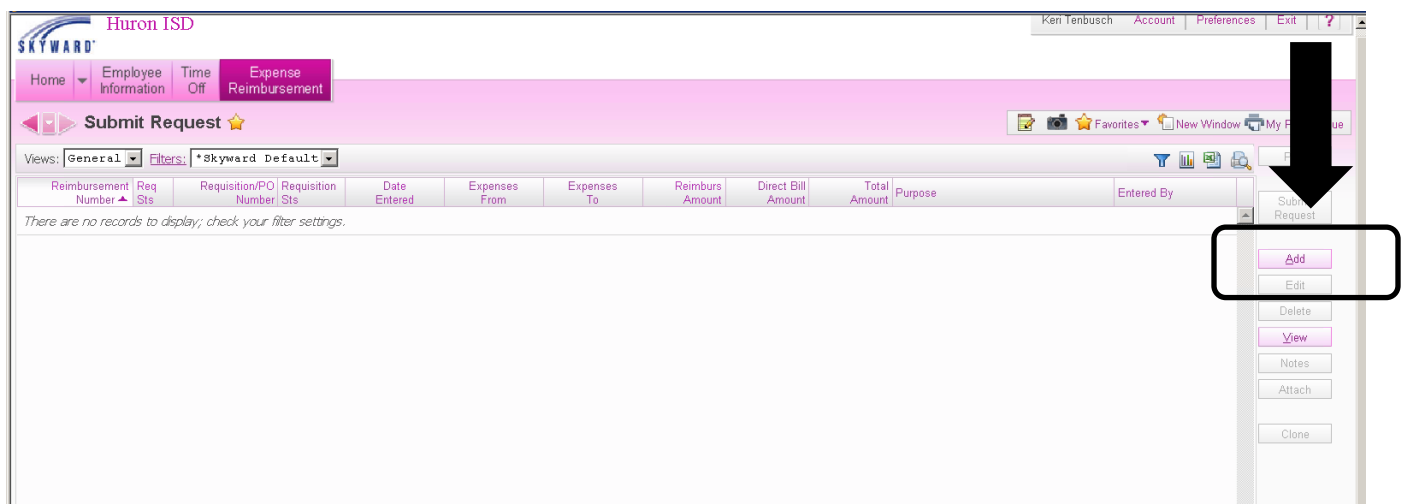 Huron ISD
SKYWARD
Keri Tenbusch Account Preferences Exit ?
Home Employee Information Time Off Expense Reimbursement
Submit Request
Favorites New Window My
Views: General Filters: *Skyward Default
Reimbursement Number Req Sts Requisition/PO Number Requisition Sts Date Entered Expenses From Expenses To Reimburs Amount Direct Bill Amount Total Amount Purpose Entered By
There are no records to display; check your filter settings.
Request
Add
Edit
Delete
View
Notes
Attach
Clone